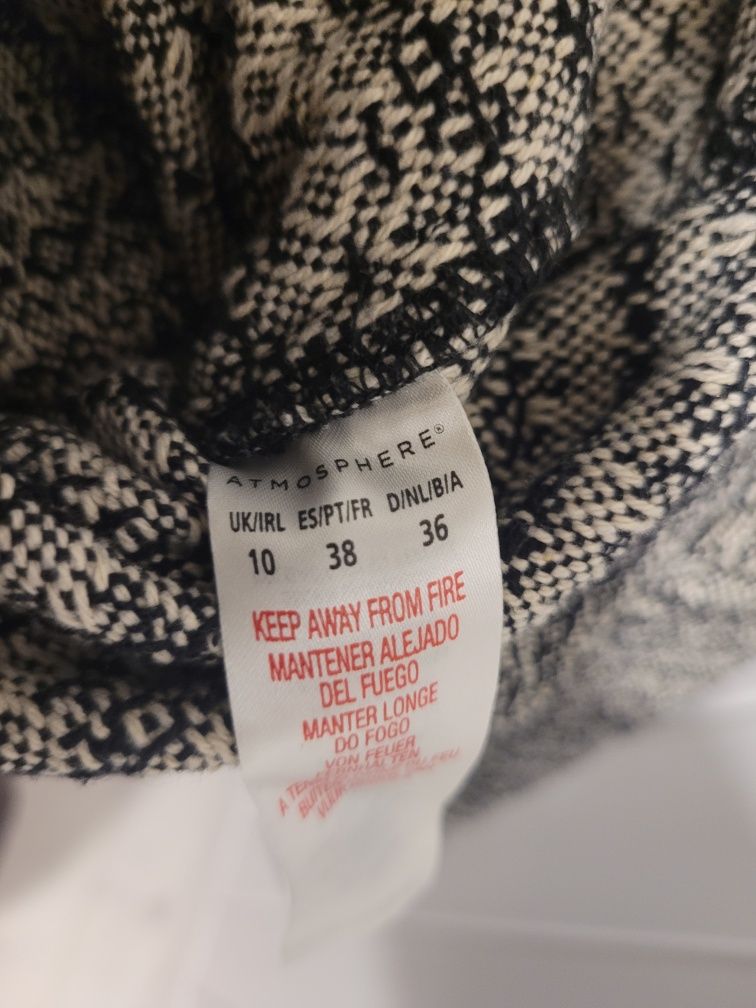 ATMOSPHERE®
UK/IRL ES/PT/FR D/NL/B/A
10 38 36
KEEP AWAY FROM FIRE
MANTENER ALEJADO
DEL FUEGO
MANTER LONGE
DO FOGO
VON FEUER
FERNHALTEN